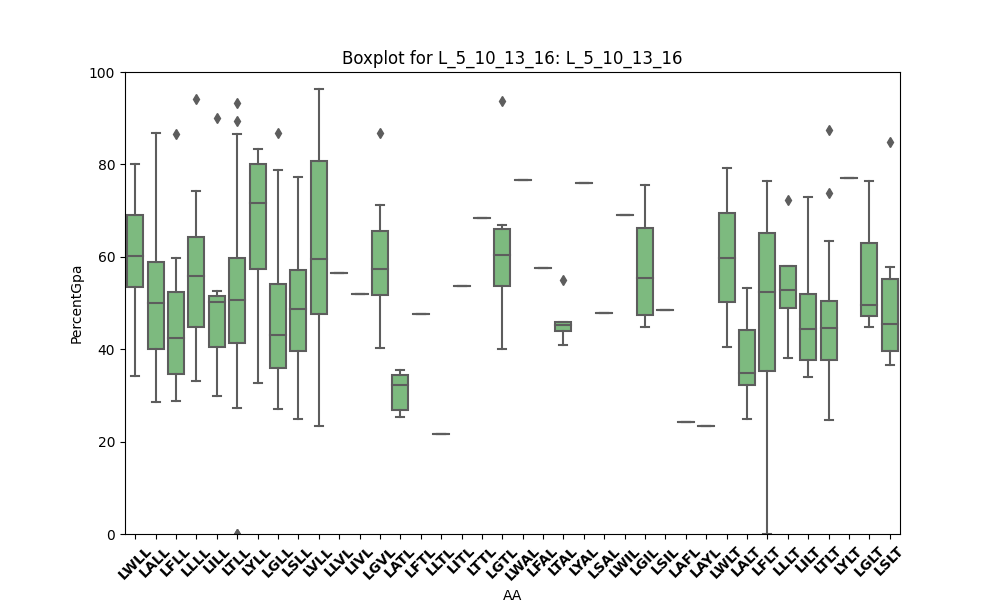 Boxplot for L_5_10_13_16: L_5_10_13_16
PercentGpa
100
80
60
40
20
0
LWLL LALL LFLL LLLL LILL LTLL LYLL LGLL LSLL LVLL LLVL LIVL LGVL LATL LFTL LLTL LITL LTTL LGTL LWAL LFAL LTAL LYAL LSAL LWIL LGIL LSIL LAFL LAYL LWLT LALT LFLT LLLT LILT LTLT LYLT LGLT LSLT
AA